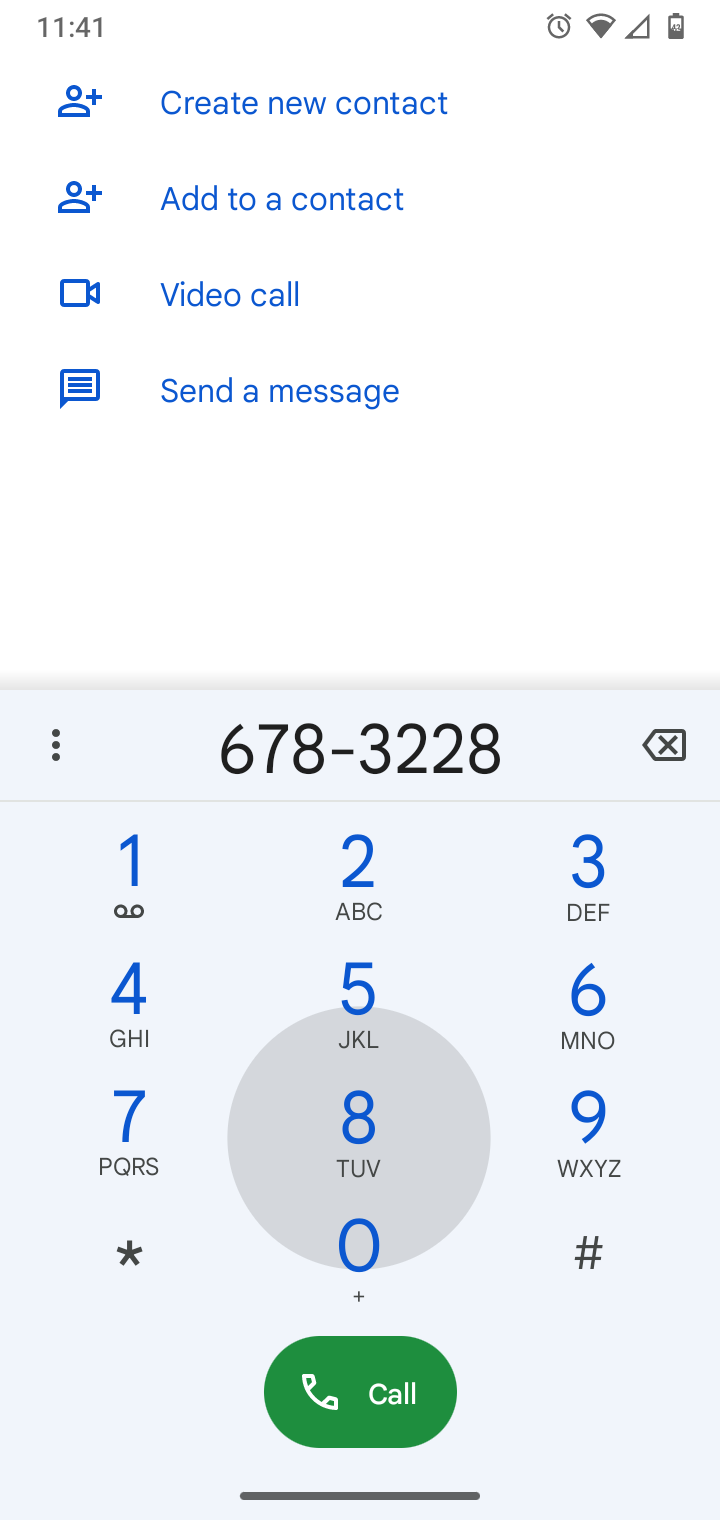 11:41
42
Create new contact
Add to a contact
Video call
Send a message
678-3228
1 2 3
ABC DEF
4 5 6
GHI JKL MNO
7 8 9
PQRS TUV WXYZ
* 0 #
+
Call